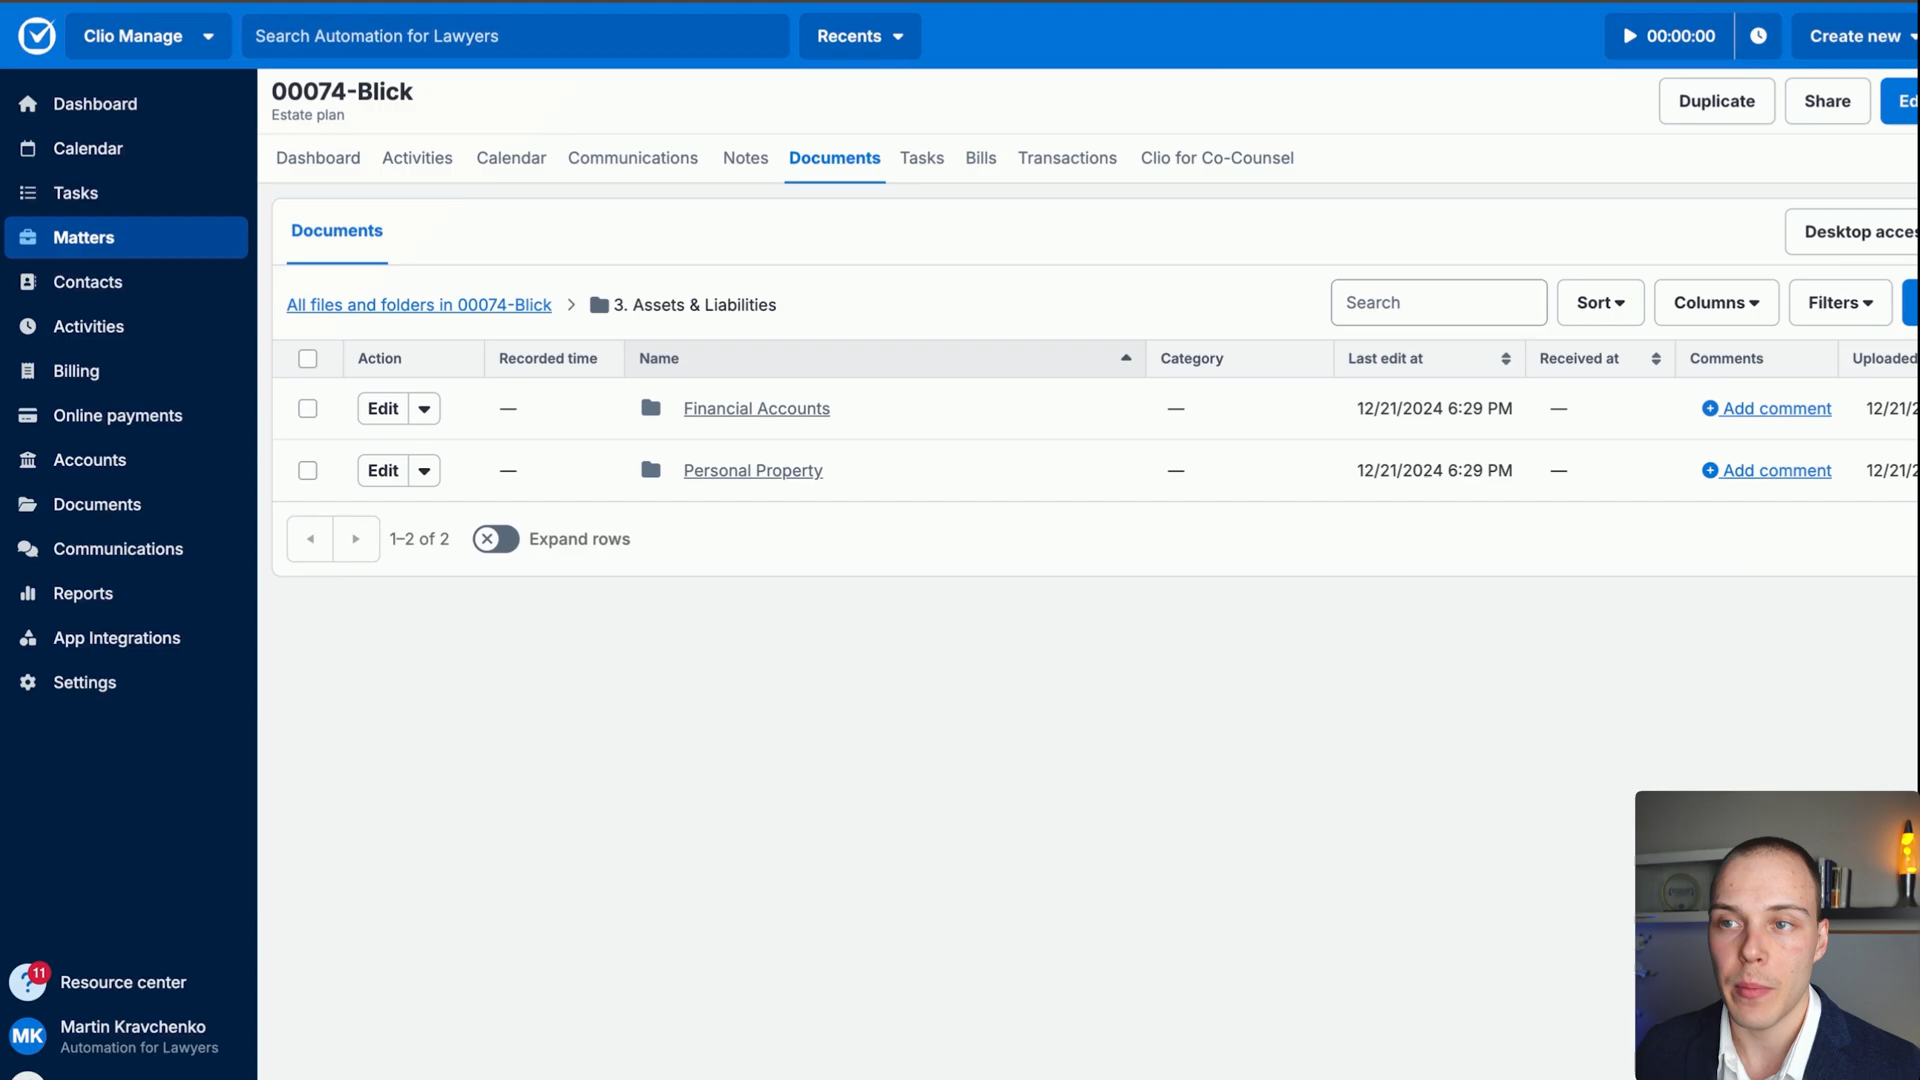 Clio Manage
Search Automation for Lawyers
Recents
00:00:00
Create new
Dashboard
Calendar
Tasks
Matters
Contacts
Activities
Billing
Online payments
Accounts
Documents
Communications
Reports
App Integrations
Settings
11
Resource center
MK
Martin Kravchenko
Automation for Lawyers
00074-Blick
Estate plan
Duplicate
Share
Ed
Dashboard Activities Calendar Communications Notes Documents Tasks Bills Transactions Clio for Co-Counsel
Documents
Desktop acces
All files and folders in 00074-Blick > 3. Assets & Liabilities
Search
Sort
Columns
Filters
Action Recorded time Name Category Last edit at Received at Comments Uploaded
Edit — Financial Accounts — 12/21/2024 6:29 PM — Add comment 12/21/2
Edit — Personal Property — 12/21/2024 6:29 PM — Add comment 12/21/2
1–2 of 2
Expand rows